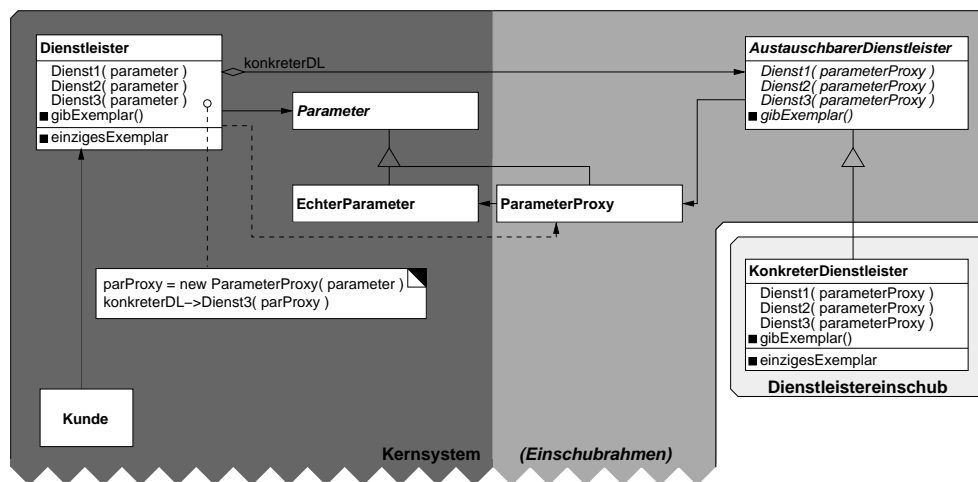 Dienstleister
Dienst1( parameter )
Dienst2( parameter )
Dienst3( parameter )
gibExemplar()
einzigesExemplar
konkreterDL
AustauschbarerDienstleister
Dienst1( parameterProxy )
Dienst2( parameterProxy )
Dienst3( parameterProxy )
gibExemplar()
Parameter
EchterParameter
ParameterProxy
parProxy = new ParameterProxy( parameter )
konkreterDL–>Dienst3( parProxy )
KonkreterDienstleister
Dienst1( parameterProxy )
Dienst2( parameterProxy )
Dienst3( parameterProxy )
gibExemplar()
einzigesExemplar
Dienstleistereinschub
Kunde
Kernsystem
(Einschubrahmen)